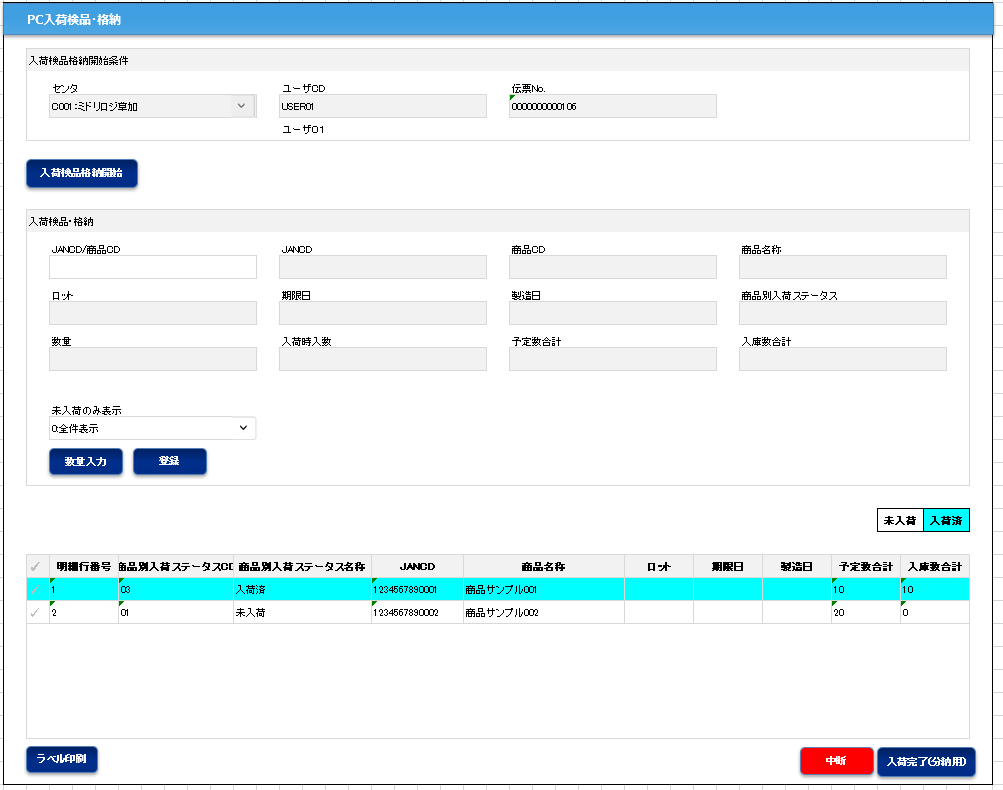 PC入荷検品・格納
入荷検品格納開始条件
センタ ユーザCD 伝票No.
C001:ミドリロジ草加 USER01 0000000000106
ユーザ01
入荷検品格納開始
入荷検品・格納
JANCD/商品CD JANCD 商品CD 商品名称
ロット 期限日 製造日 商品別入荷ステータス
数量 入荷時入数 予定数合計 入庫数合計
未入荷のみ表示
0:全件表示
数量入力 登録
未入荷 入荷済
明細行番号 商品別入荷ステータスCD 商品別入荷ステータス名称 JANCD 商品名称 ロット 期限日 製造日 予定数合計 入庫数合計
1 03 入荷済 1234567890001 商品サンプル001 10 10
2 01 未入荷 1234567890002 商品サンプル002 20 0
ラベル印刷 中断 入荷完了(分納用)